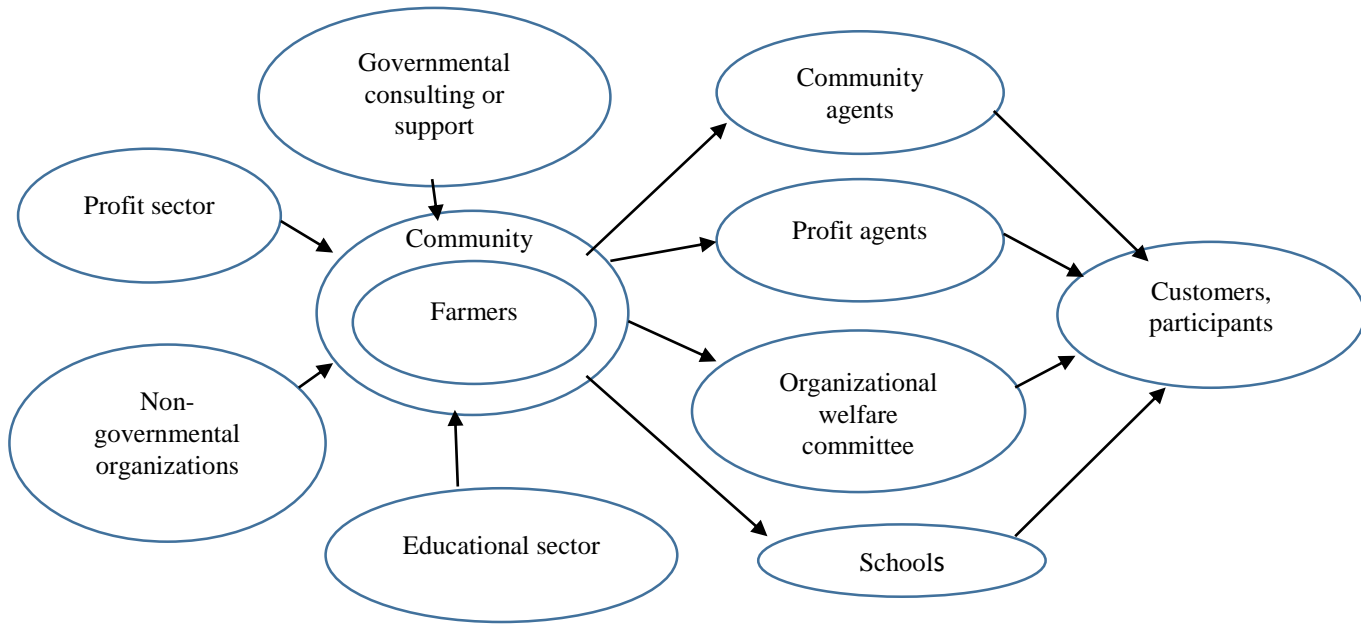 Governmental
consulting or
support
Community
agents
Profit sector
Community
Profit agents
Farmers
Customers,
participants
Non-
governmental
organizations
Organizational
welfare
committee
Educational sector
Schools